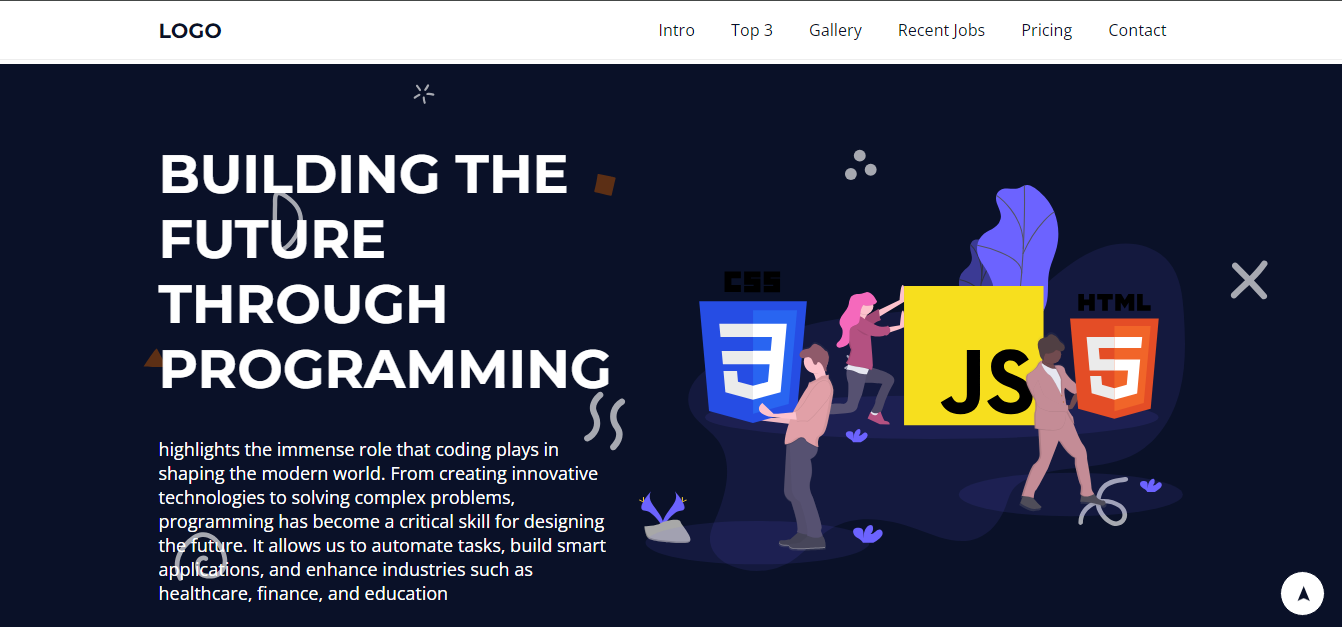 LOGO
Intro Top 3 Gallery Recent Jobs Pricing Contact
BUILDING THE
FUTURE
THROUGH
PROGRAMMING
highlights the immense role that coding plays in
shaping the modern world. From creating innovative
technologies to solving complex problems,
programming has become a critical skill for designing
the future. It allows us to automate tasks, build smart
applications, and enhance industries such as
healthcare, finance, and education
CSS
3
JS
HTML
5